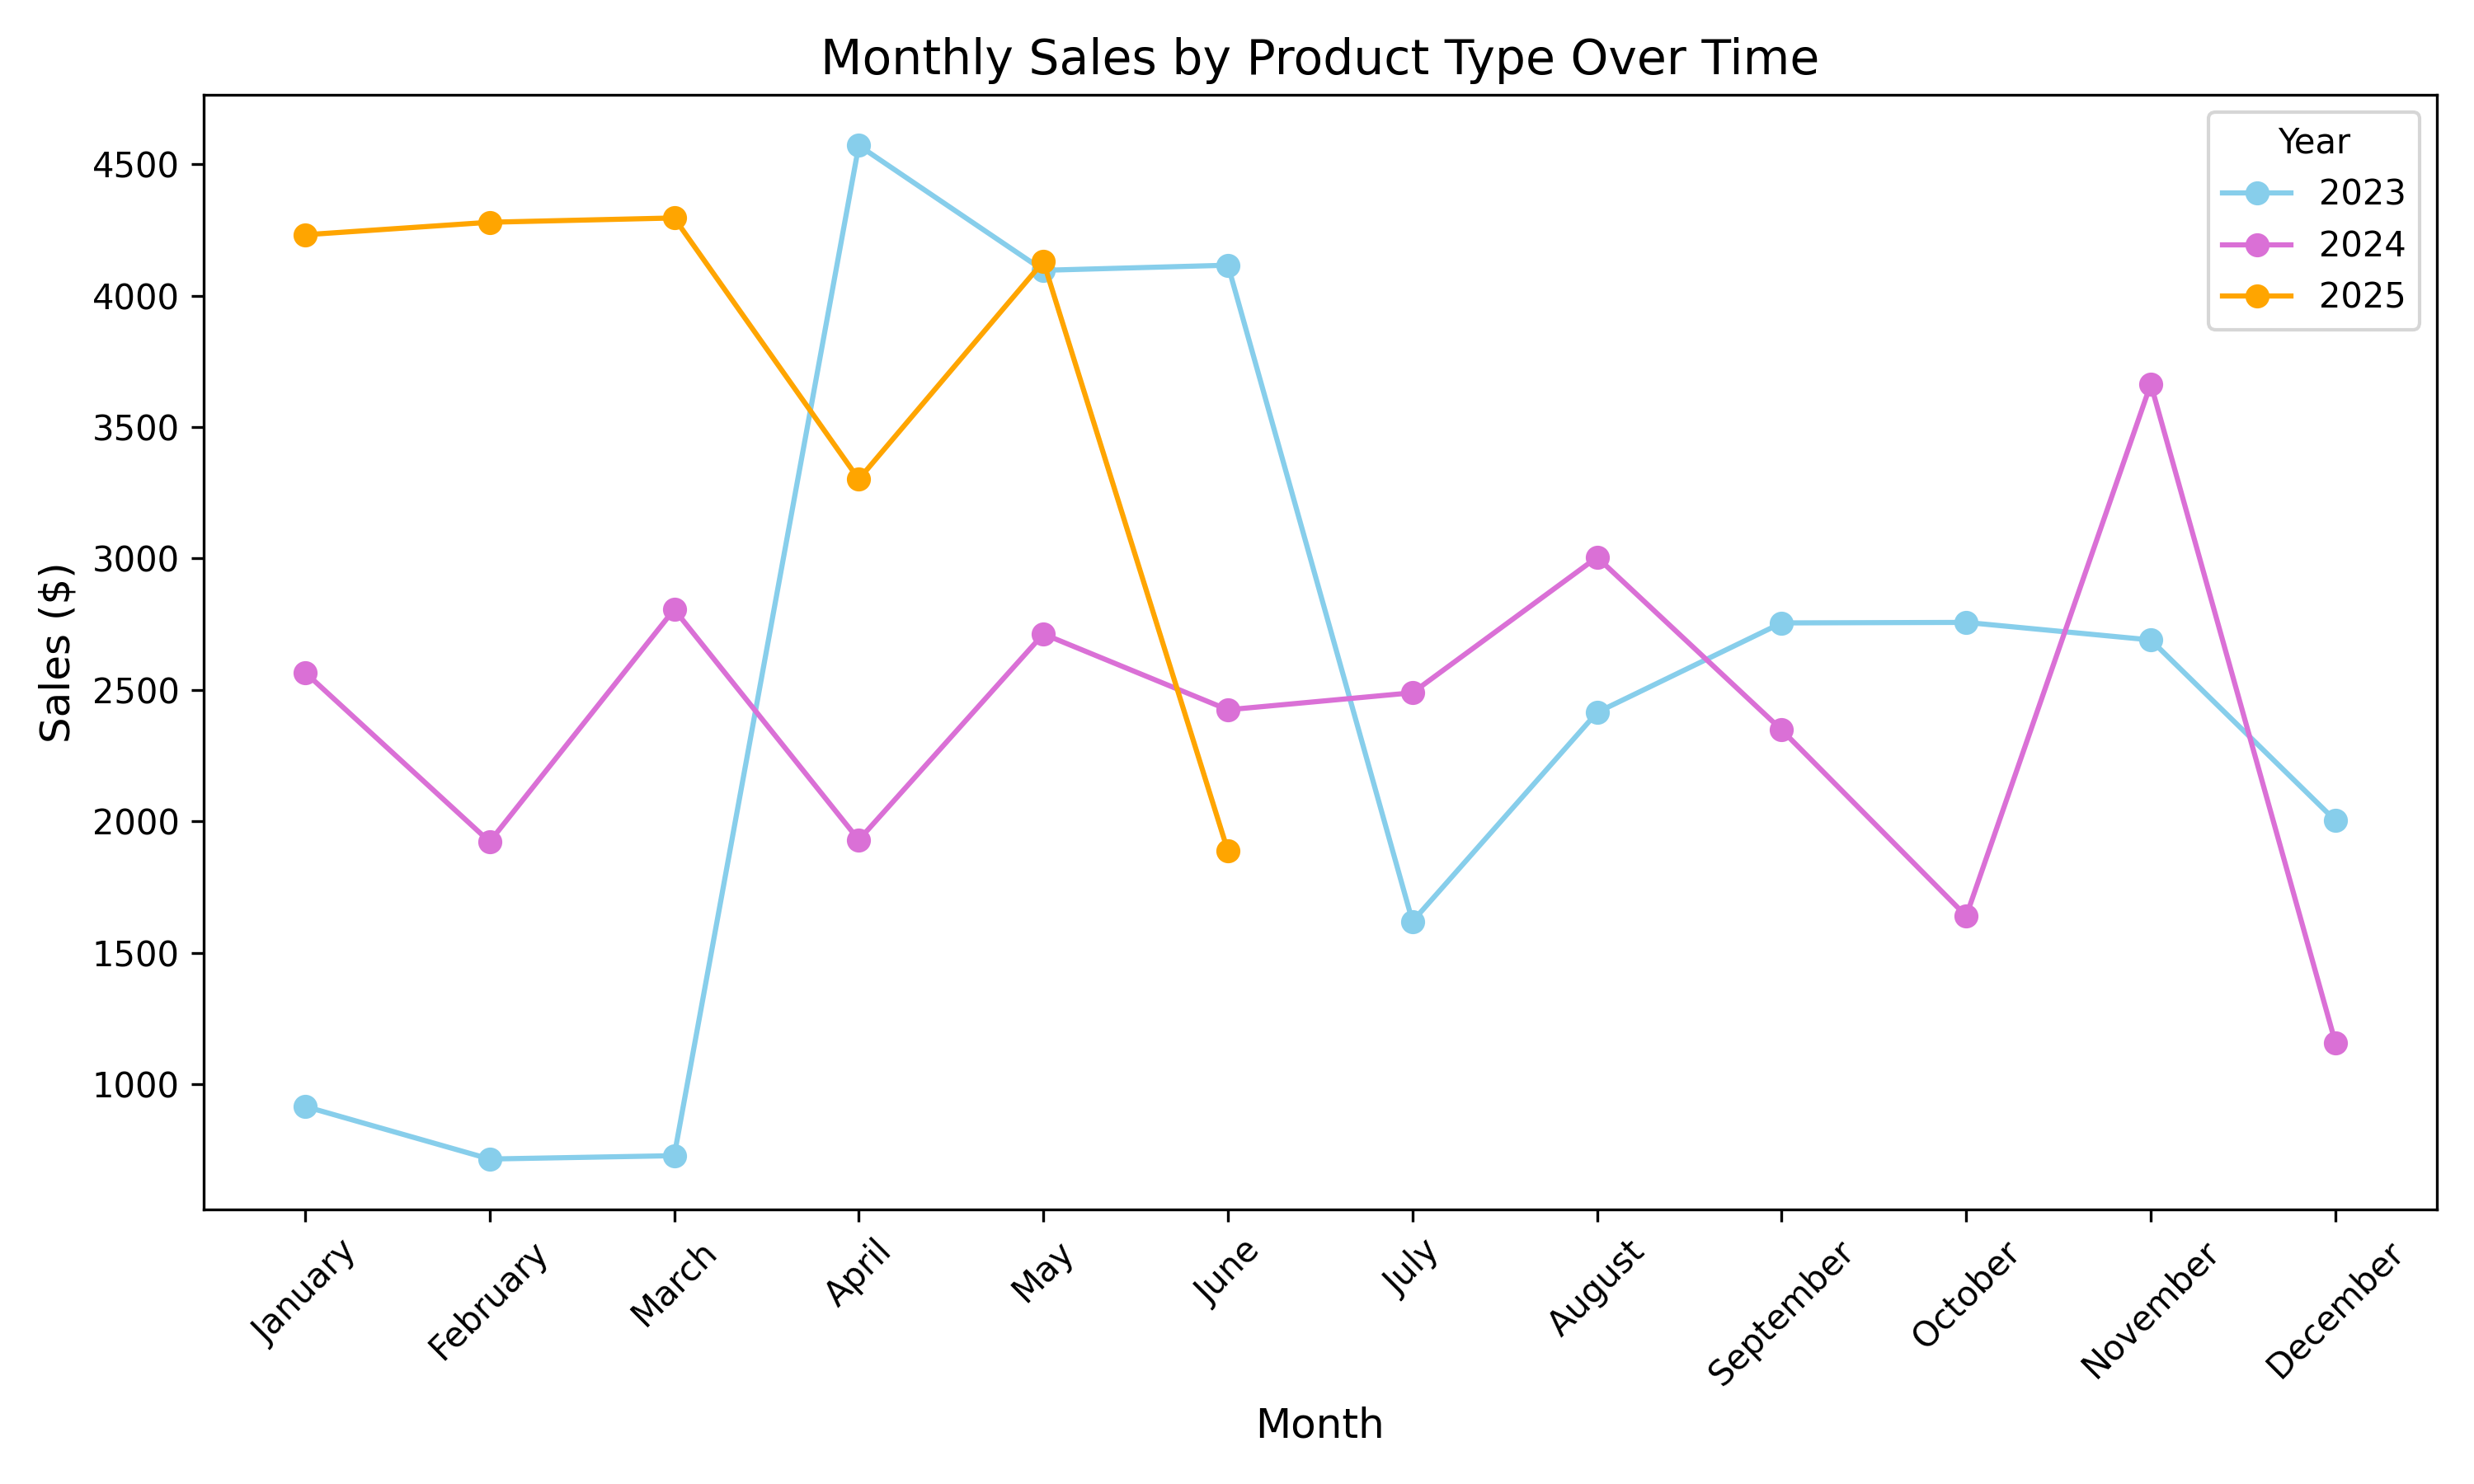 Monthly Sales by Product Type Over Time
Year
2023
2024
2025
4500
4000
3500
3000
2500
2000
1500
1000
Sales ($)
January
February
March
April
May
June
July
August
September
October
November
December
Month